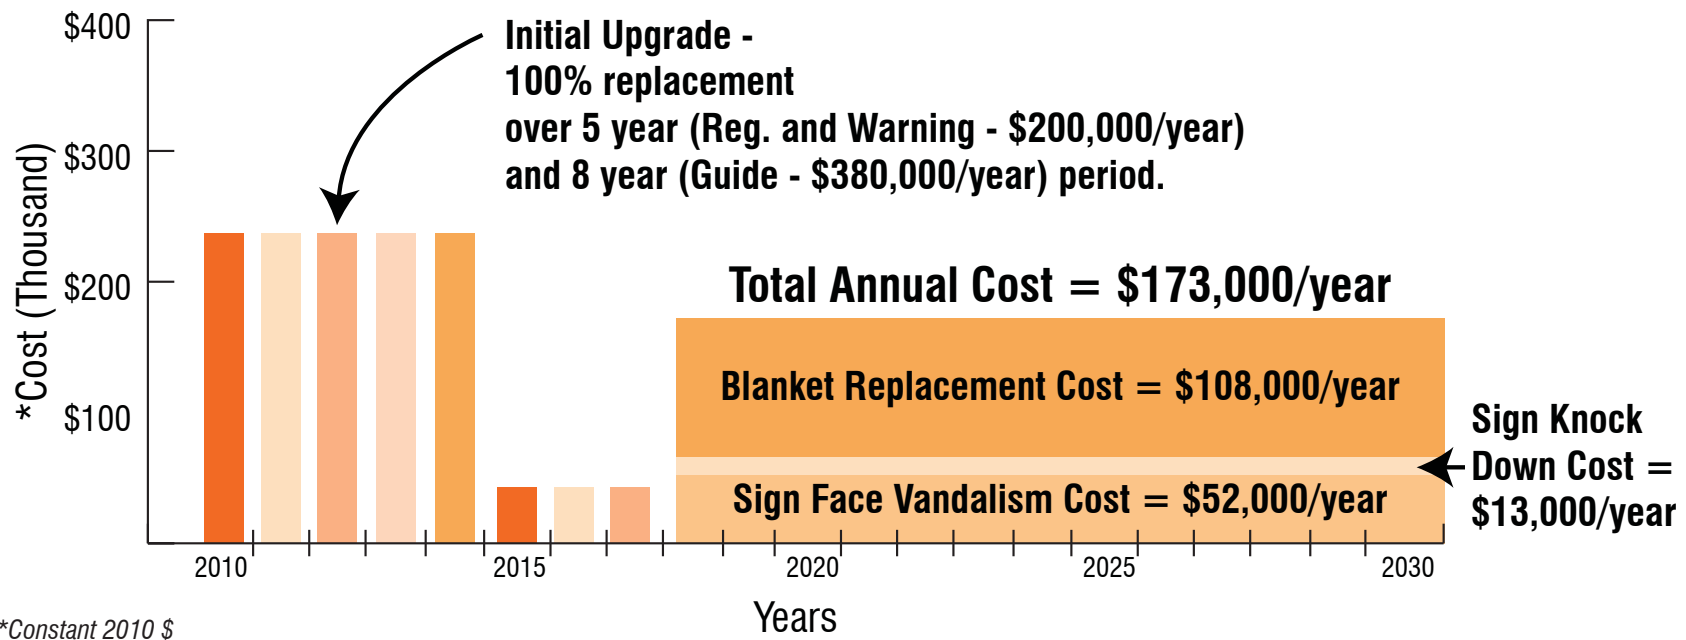 $400
$300
$200
$100
*Cost (Thousand)
Initial Upgrade -
100% replacement
over 5 year (Reg. and Warning - $200,000/year)
and 8 year (Guide - $380,000/year) period.
Total Annual Cost = $173,000/year
Blanket Replacement Cost = $108,000/year
Sign Face Vandalism Cost = $52,000/year
Sign Knock
Down Cost =
$13,000/year
2010 2015 2020 2025 2030
Years
*Constant 2010 $